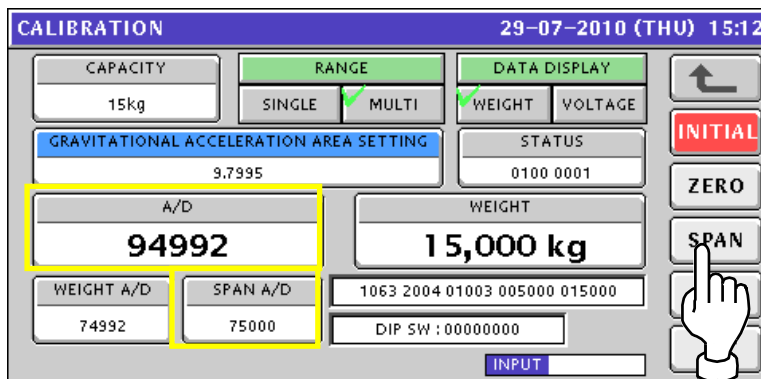 CALIBRATION 29-07-2010 (THU) 15:12
CAPACITY RANGE DATA DISPLAY
15kg SINGLE MULTI WEIGHT VOLTAGE
INITIAL
GRAVITATIONAL ACCELERATION AREA SETTING STATUS
9.7995 0100 0001
ZERO
A/D WEIGHT
94992 15,000 kg SPAN
WEIGHT A/D SPAN A/D 1063 2004 01003 005000 015000
74992 75000 DIP SW : 00000000
INPUT